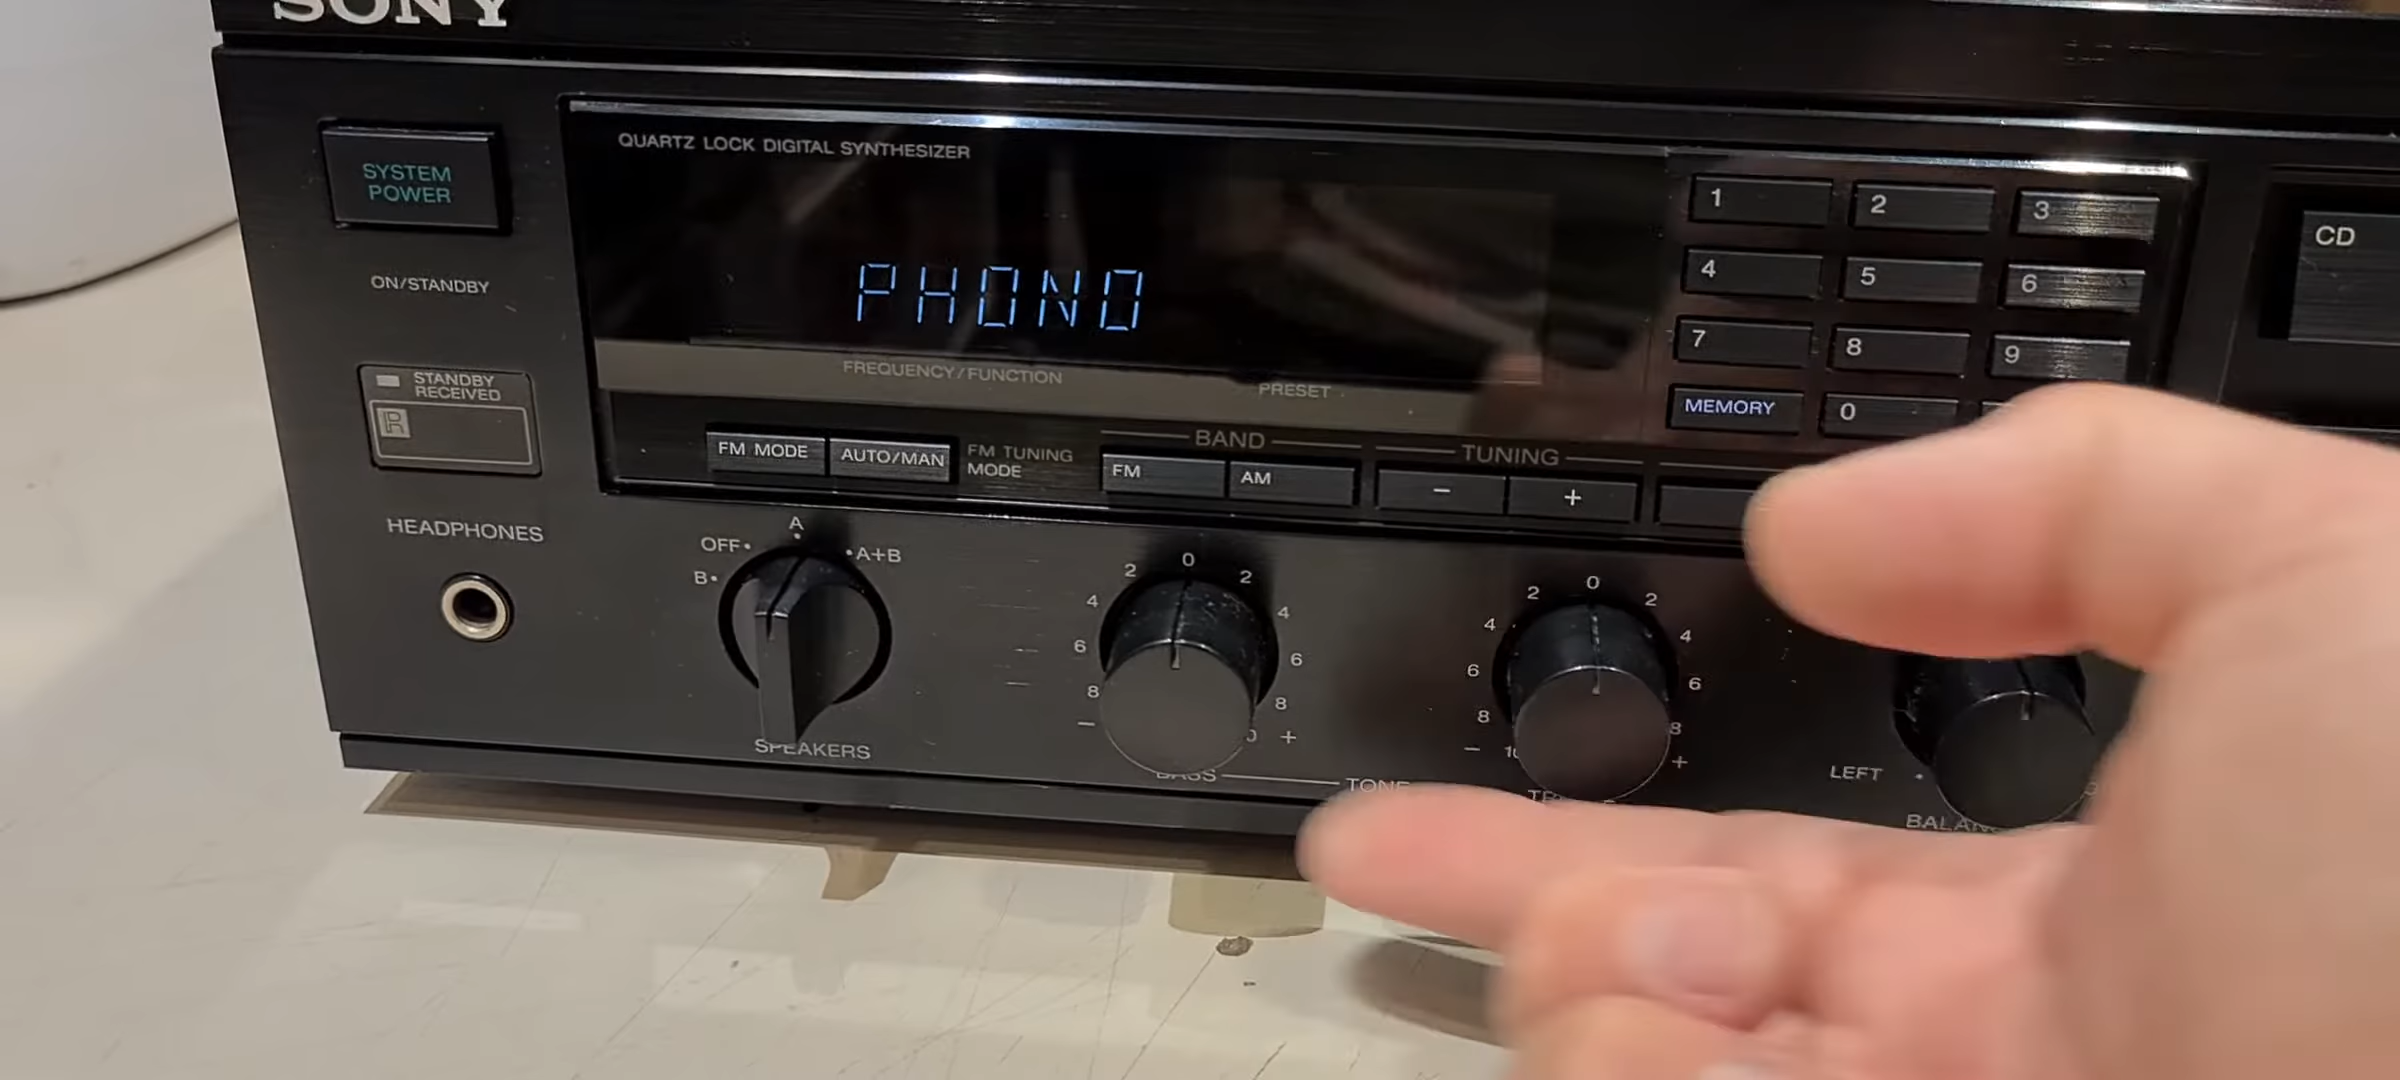 SONY
QUARTZ LOCK DIGITAL SYNTHESIZER
SYSTEM
POWER
ON/STANDBY
STANDBY
RECEIVED
R
PHONO
FREQUENCY/FUNCTION
PRESET
1 2 3
4 5 6
7 8 9
MEMORY 0
CD
FM MODE AUTO/MAN FM TUNING
MODE
BAND
FM AM
TUNING
− +
HEADPHONES
OFF A A+B
B
SPEAKERS
0
2 2
4 4
6 6
8 8
− +
BASS
TONE
0
2 2
4 4
6 6
8 8
− 10 +
LEFT